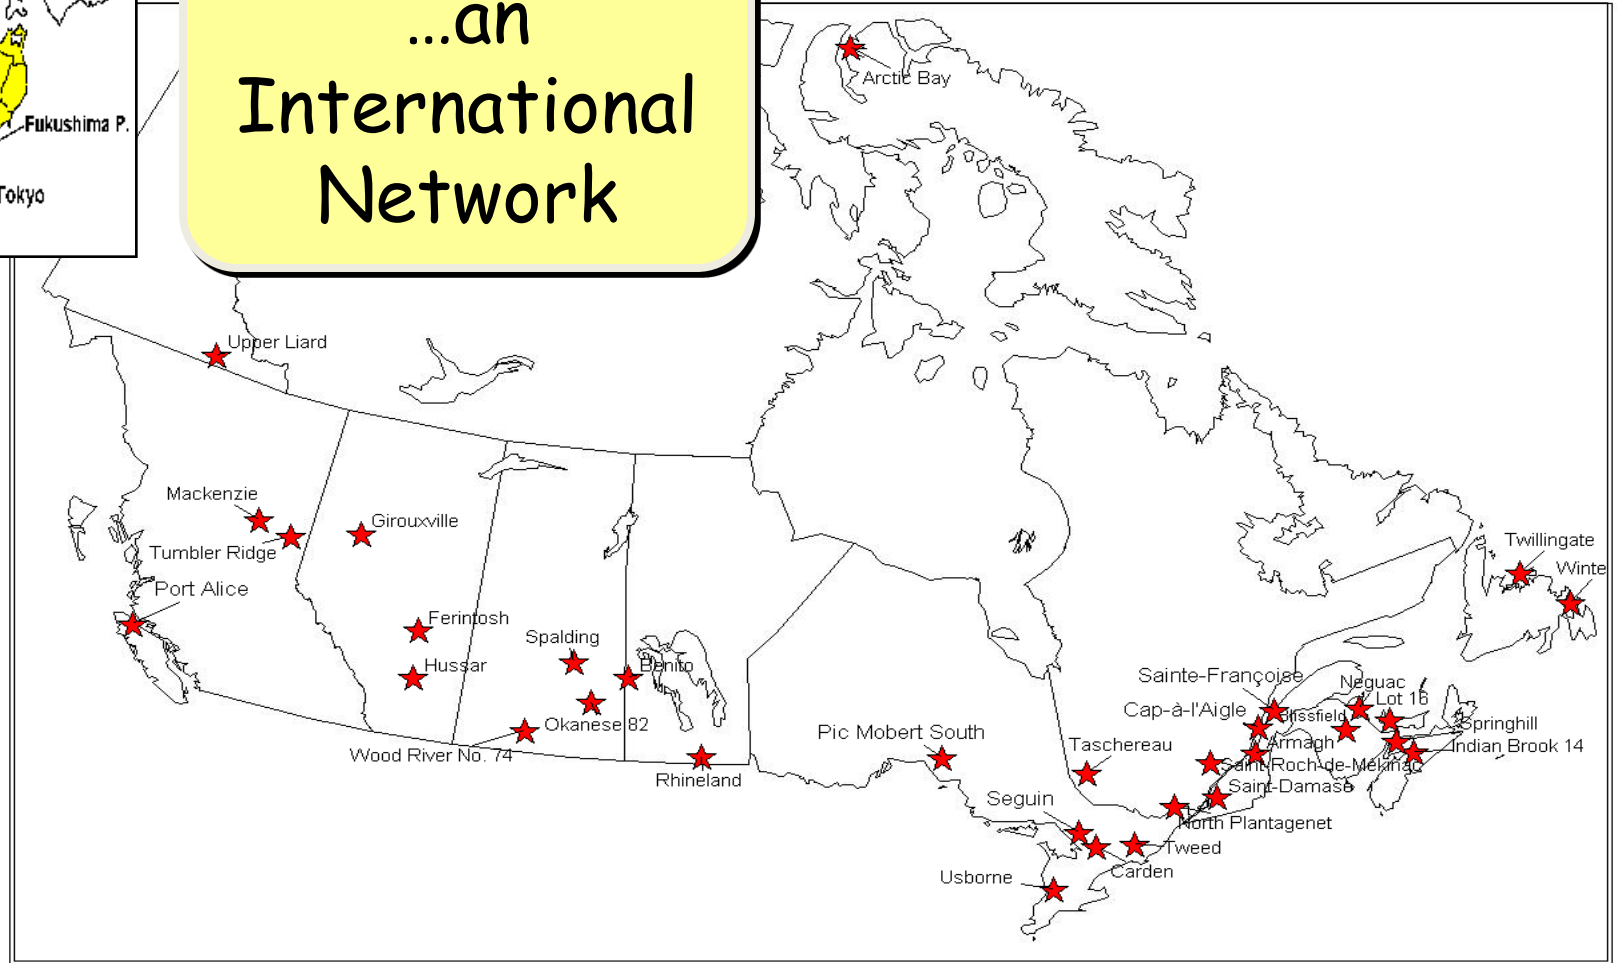 ...an
International
Network
Fukushima P.
Tokyo
Arctic Bay
Upper Liard
Mackenzie
Girouxville
Tumbler Ridge
Port Alice
Twillingate
Winte
Ferintosh
Spalding
Hussar
Benito
Sainte-Françoise
Neguac
Lot 16
Cap-à-l'Aigle
Blissfield
Springhill
Okanese 82
Pic Mobert South
Taschereau
Armagh
Indian Brook 14
Wood River No. 74
Saint-Roch-de-Mékinac
Rhineland
Saint-Damase
Seguin
North Plantagenet
Tweed
Carden
Usborne